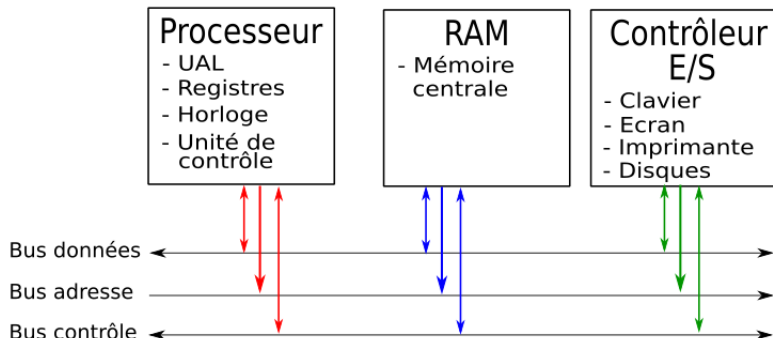 Processeur
- UAL
- Registres
- Horloge
- Unité de
contrôle
RAM
- Mémoire
centrale
Contrôleur
E/S
- Clavier
- Ecran
- Imprimante
- Disques
Bus données
Bus adresse
Bus contrôle